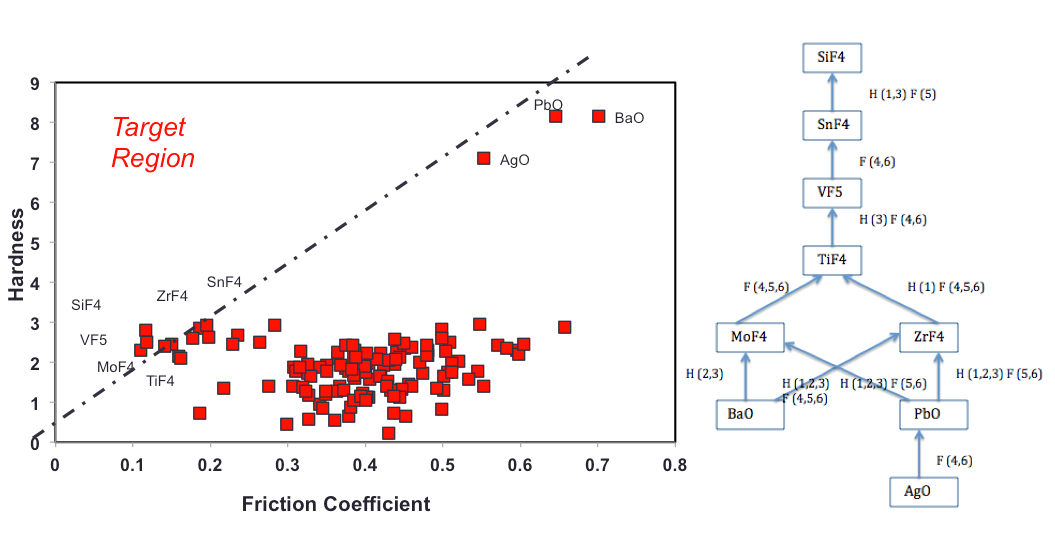 Target
Region
PbO
BaO
AgO
SnF4
ZrF4
SiF4
VF5
MoF4
TiF4
Hardness
9
8
7
6
5
4
3
2
1
0
0
0.1
0.2
0.3
0.4
0.5
0.6
0.7
0.8
Friction Coefficient
SiF4
H (1,3) F (5)
SnF4
F (4,6)
VF5
H (3) F (4,6)
TiF4
F (4,5,6)
H (1) F (4,5,6)
MoF4
ZrF4
H (2,3)
H (1,2,3)
F (4,5,6)
H (1,2,3) F (5,6)
H (1,2,3) F (5,6)
BaO
PbO
F (4,6)
AgO